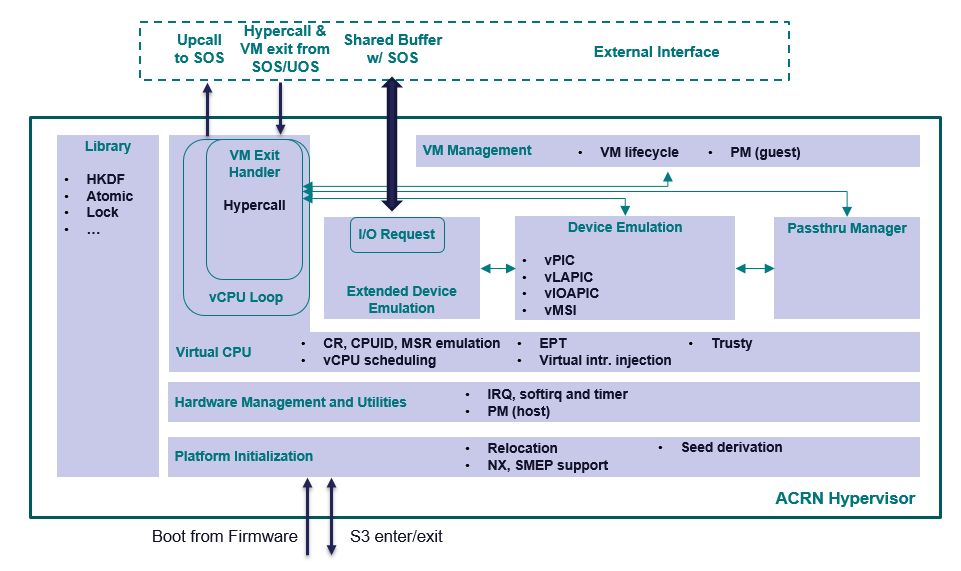 Upcall
to SOS
Hypercall &
VM exit from
SOS/UOS
Shared Buffer
w/ SOS
External Interface
Library
• HKDF
• Atomic
• Lock
• ...
VM Exit
Handler
Hypercall
vCPU Loop
VM Management
• VM lifecycle
• PM (guest)
I/O Request
Extended Device
Emulation
Device Emulation
• vPIC
• vLAPIC
• vIOAPIC
• vMSI
Passthru Manager
Virtual CPU
• CR, CPUID, MSR emulation
• vCPU scheduling
• EPT
• Virtual intr. injection
• Trusty
Hardware Management and Utilities
• IRQ, softirq and timer
• PM (host)
Platform Initialization
• Relocation
• NX, SMEP support
• Seed derivation
ACRN Hypervisor
Boot from Firmware
S3 enter/exit